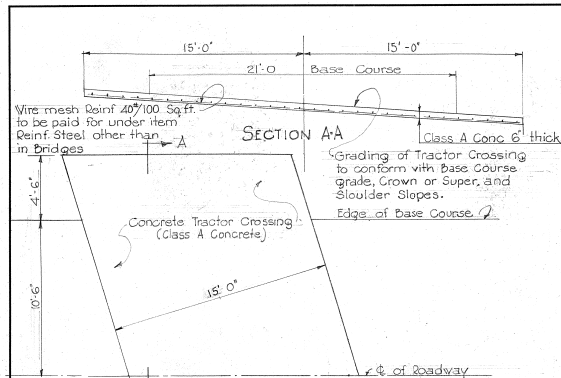 15'-0"
15'-0"
21'-0 Base Course
Wire mesh Reinf 40#/100 Sq.ft.
to be paid for under item
Reinf. Steel other than
in Bridges
SECTION A-A
Class A Conc 6" thick
A
Grading of Tractor Crossing
to conform with Base Course
grade, Crown or Super, and
Sloulder Slopes.
Edge of Base Course
4'-6"
Concrete Tractor Crossing
(Class A Concrete)
15'-0"
10'-6"
℄ of Roadway